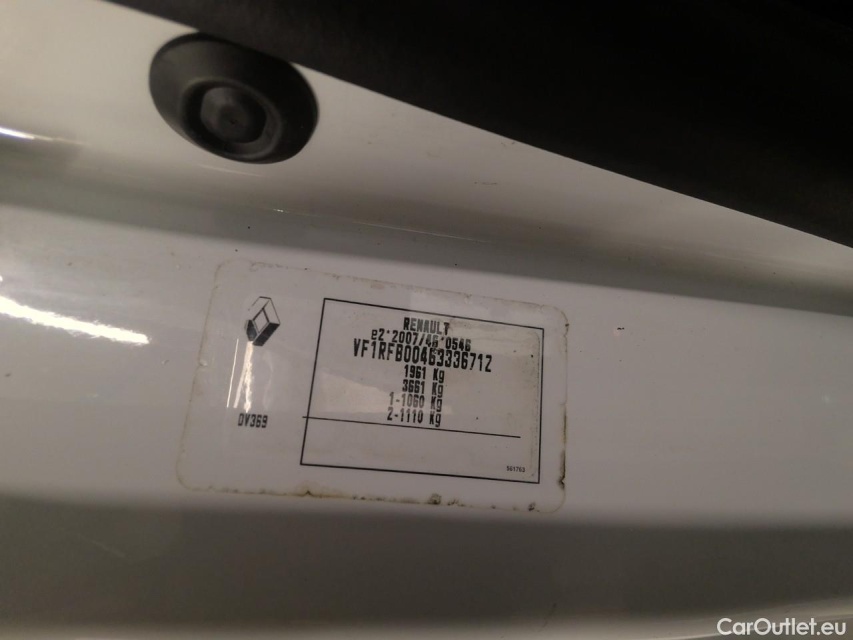 RENAULT
e2*2007/46*0546
VF1RFB00463336712
1961 Kg
3661 Kg
1-1060 Kg
2-1110 Kg
DV369
561763
CarOutlet.eu